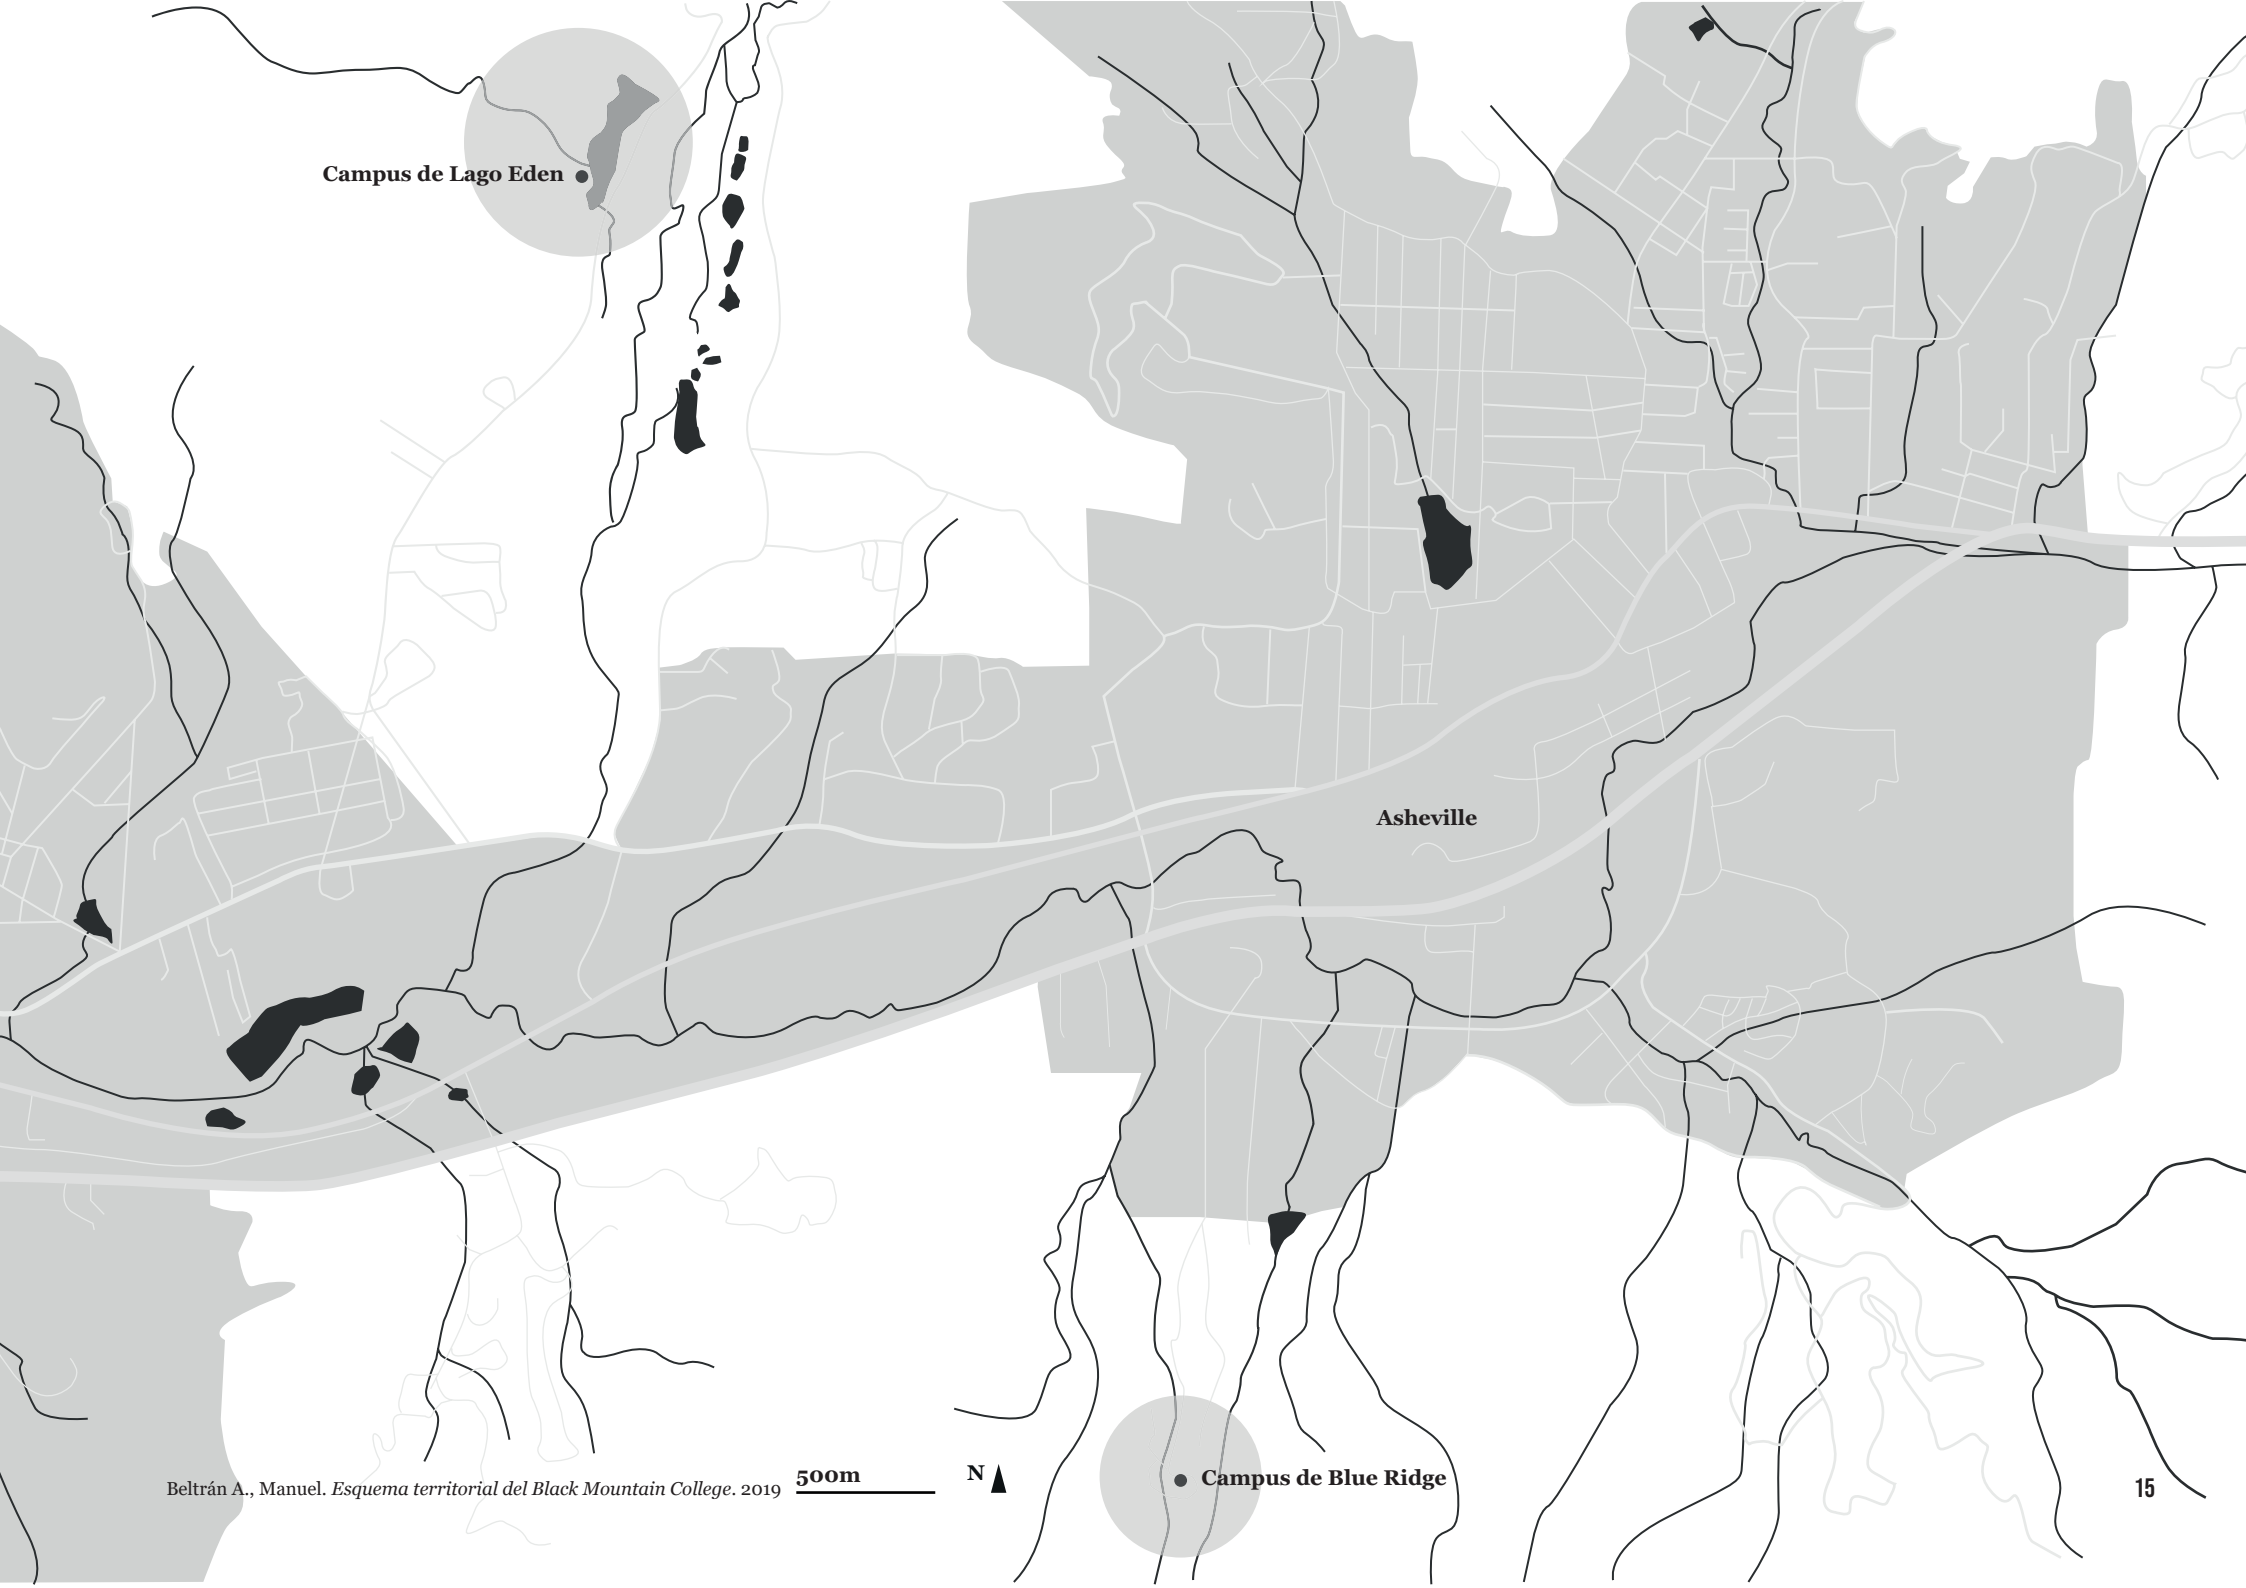 Campus de Lago Eden
Asheville
Beltrán A., Manuel. Esquema territorial del Black Mountain College. 2019
500m
N
Campus de Blue Ridge
15